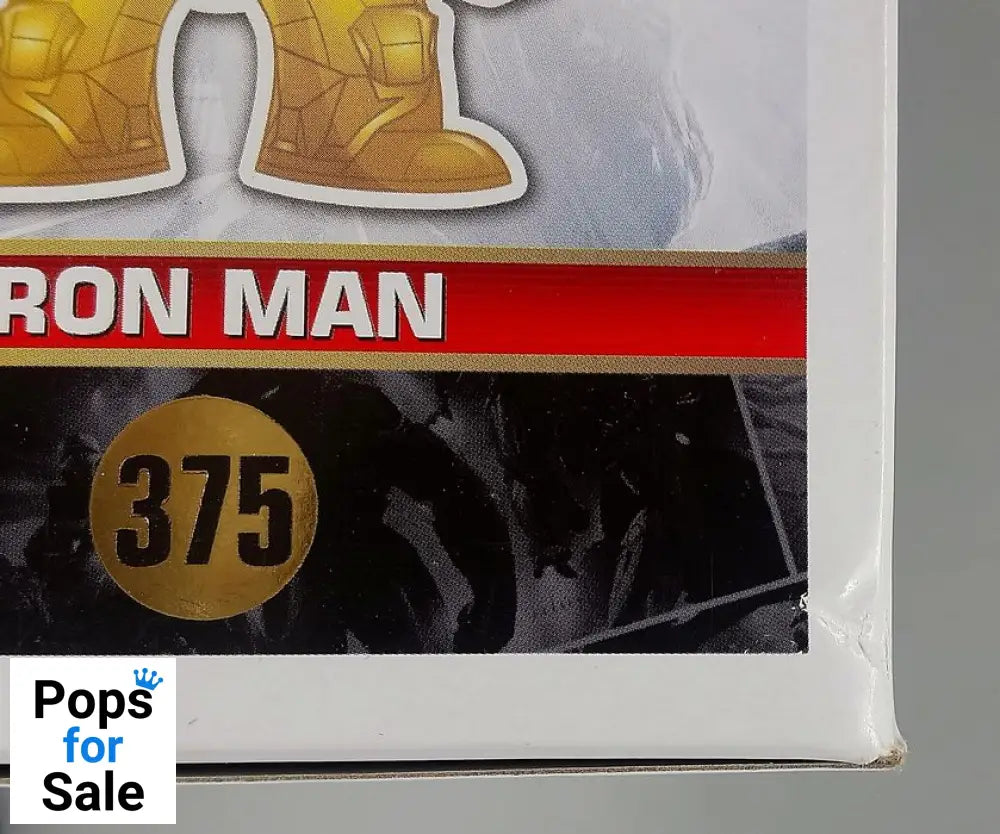 RON MAN
375
Pops
for
Sale